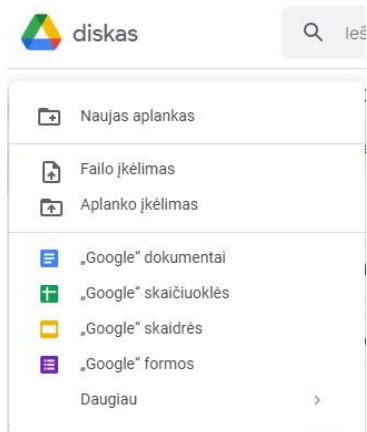 diskas
Ieš
Naujas aplankas
Failo įkėlimas
Aplanko įkėlimas
„Google“ dokumentai
„Google“ skaičiuoklės
„Google“ skaidrės
„Google“ formos
Daugiau